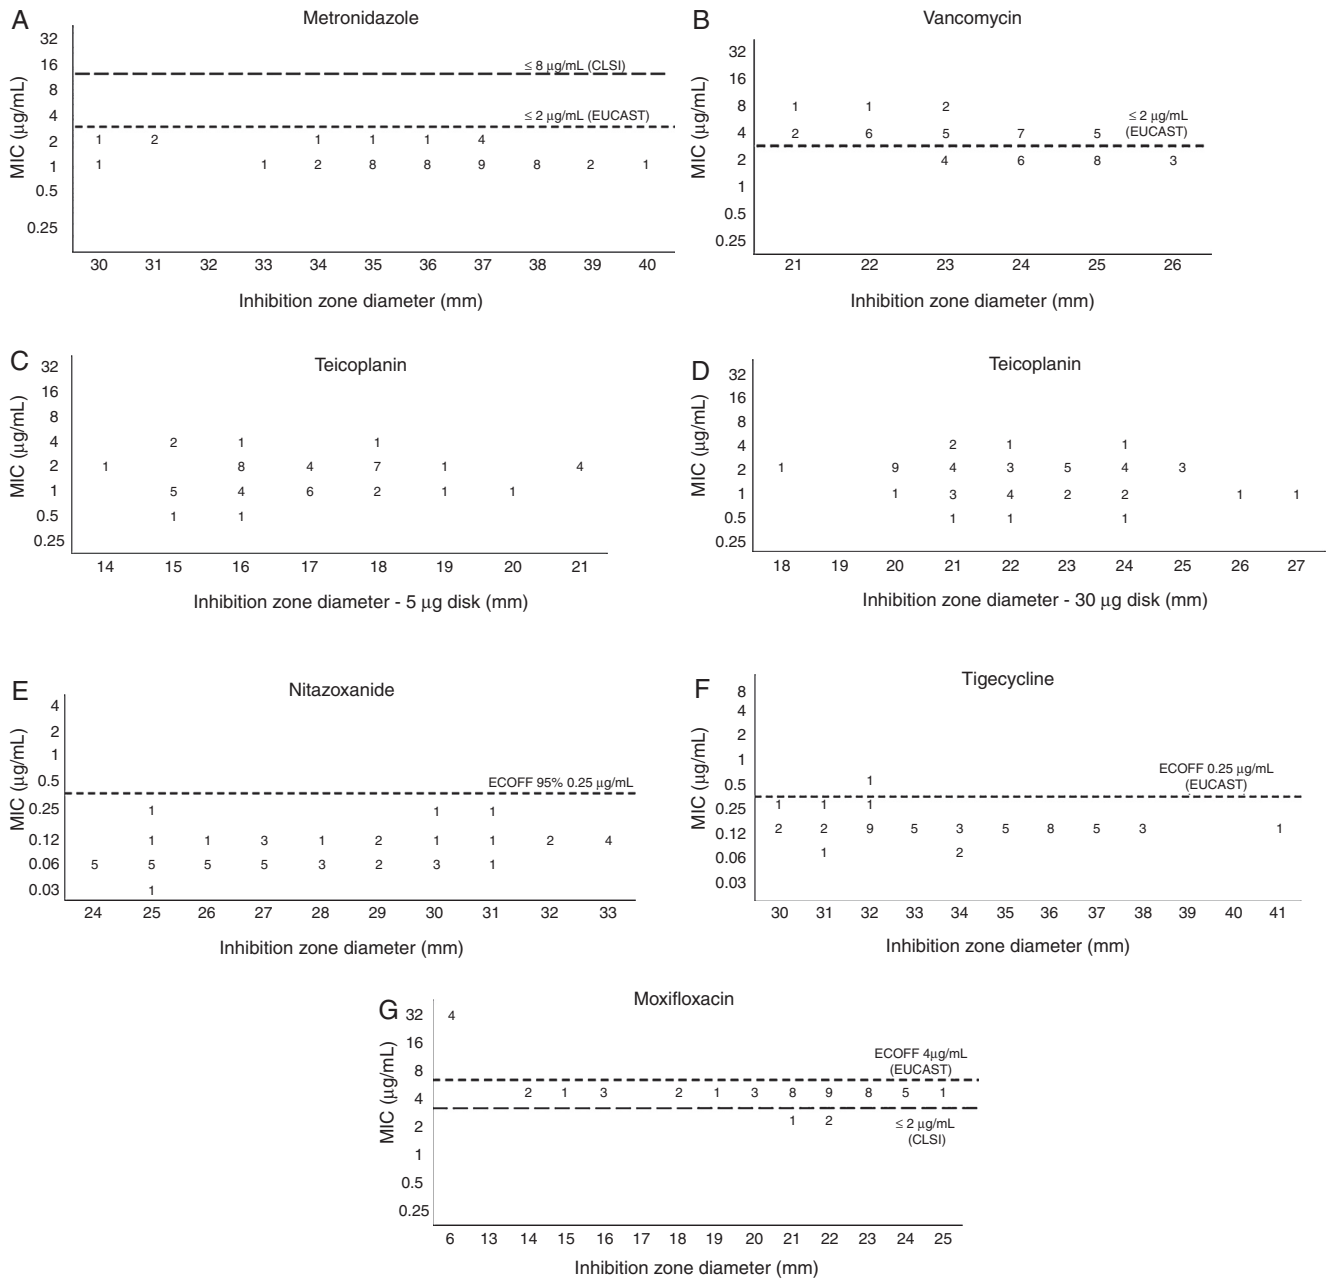 A
Metronidazole
32
16
≤ 8 μg/mL (CLSI)
8
4
≤ 2 μg/mL (EUCAST)
2
1 2 1 1 1 4
1
1 1 2 8 8 9 8 2 1
0.5
0.25
MIC (μg/mL)
30 31 32 33 34 35 36 37 38 39 40
Inhibition zone diameter (mm)
B
Vancomycin
32
16
8
1 1 2
≤ 2 μg/mL
(EUCAST)
4
2 6 5 7 5
2
4 6 8 3
1
0.5
0.25
MIC (μg/mL)
21 22 23 24 25 26
Inhibition zone diameter (mm)
C
Teicoplanin
32
16
8
4
2 1 1
2
1 8 4 7 1 4
1
5 4 6 2 1 1
0.5
1 1
0.25
MIC (μg/mL)
14 15 16 17 18 19 20 21
Inhibition zone diameter - 5 μg disk (mm)
D
Teicoplanin
32
16
8
4
2 1 1
2
1 9 4 3 5 4 3
1
1 3 4 2 2 1 1
0.5
1 1 1
0.25
MIC (μg/mL)
18 19 20 21 22 23 24 25 26 27
Inhibition zone diameter - 30 μg disk (mm)
E
Nitazoxanide
4
2
1
0.5
ECOFF 95% 0.25 μg/mL
0.25
1 1 1
0.12
1 1 3 1 2 1 1 2 4
0.06
5 5 5 5 3 2 3 1
0.03
1
MIC (μg/mL)
24 25 26 27 28 29 30 31 32 33
Inhibition zone diameter (mm)
F
Tigecycline
8
4
2
1
ECOFF 0.25 μg/mL
(EUCAST)
0.5
1
0.25
1 1 1
0.12
2 2 9 5 3 5 8 5 3 1
0.06
1 2
0.03
MIC (μg/mL)
30 31 32 33 34 35 36 37 38 39 40 41
Inhibition zone diameter (mm)
G
Moxifloxacin
32
4
16
ECOFF 4μg/mL
(EUCAST)
8
4
2 1 3 2 1 3 8 9 8 5 1
2
1 2
≤ 2 μg/mL
(CLSI)
1
0.5
0.25
MIC (μg/mL)
6 13 14 15 16 17 18 19 20 21 22 23 24 25
Inhibition zone diameter (mm)